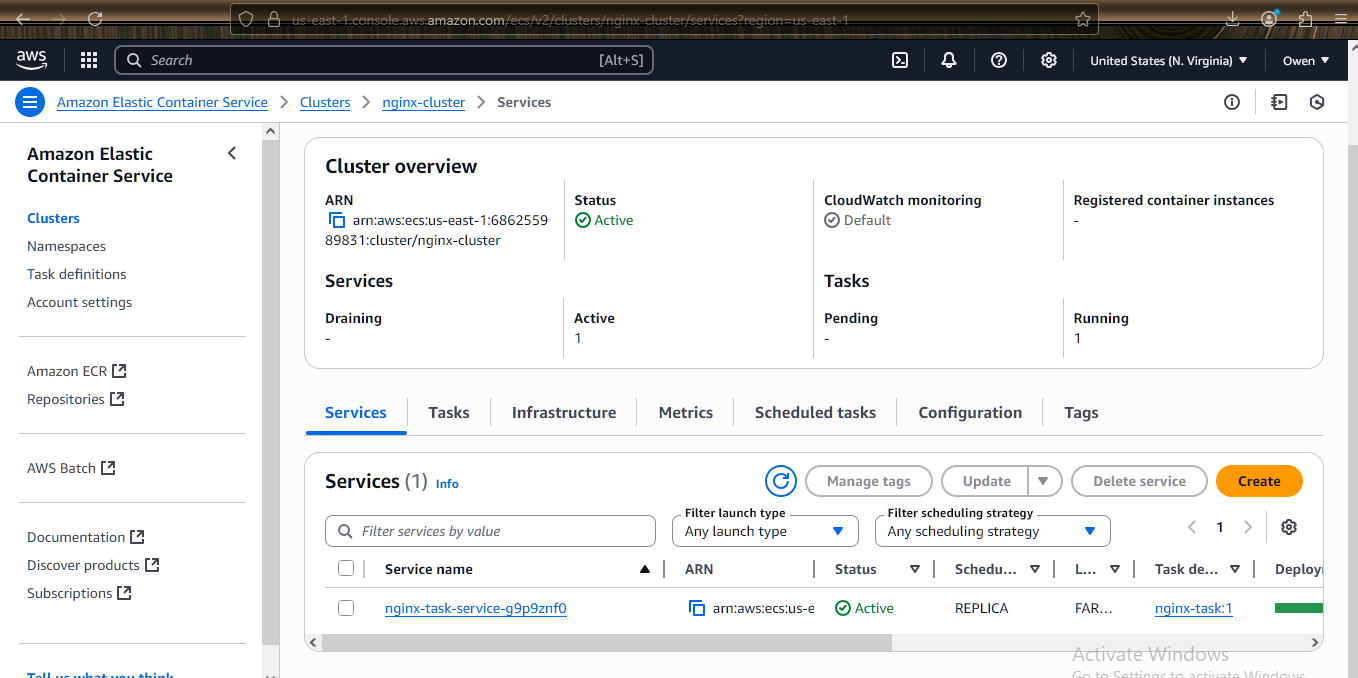 us-east-1.console.aws.amazon.com/ecs/v2/clusters/nginx-cluster/services?region=us-east-1
aws
Search [Alt+S]
United States (N. Virginia)
Owen
Amazon Elastic Container Service
Clusters
nginx-cluster
Services
Amazon Elastic
Container Service
Clusters
Namespaces
Task definitions
Account settings
Amazon ECR
Repositories
AWS Batch
Documentation
Discover products
Subscriptions
Tell us what you think
Cluster overview
ARN
arn:aws:ecs:us-east-1:6862559
89831:cluster/nginx-cluster
Status
Active
CloudWatch monitoring
Default
Registered container instances
-
Services
Draining
-
Active
1
Tasks
Pending
-
Running
1
Services
Tasks
Infrastructure
Metrics
Scheduled tasks
Configuration
Tags
Services (1) Info
Manage tags
Update
Delete service
Create
Filter services by value
Filter launch type
Any launch type
Filter scheduling strategy
Any scheduling strategy
1
Service name
ARN
Status
Schedu...
L...
Task de...
Deploy
nginx-task-service-g9p9znf0
arn:aws:ecs:us-e
Active
REPLICA
FAR...
nginx-task:1
Activate Windows
Go to Settings to activate Windows.